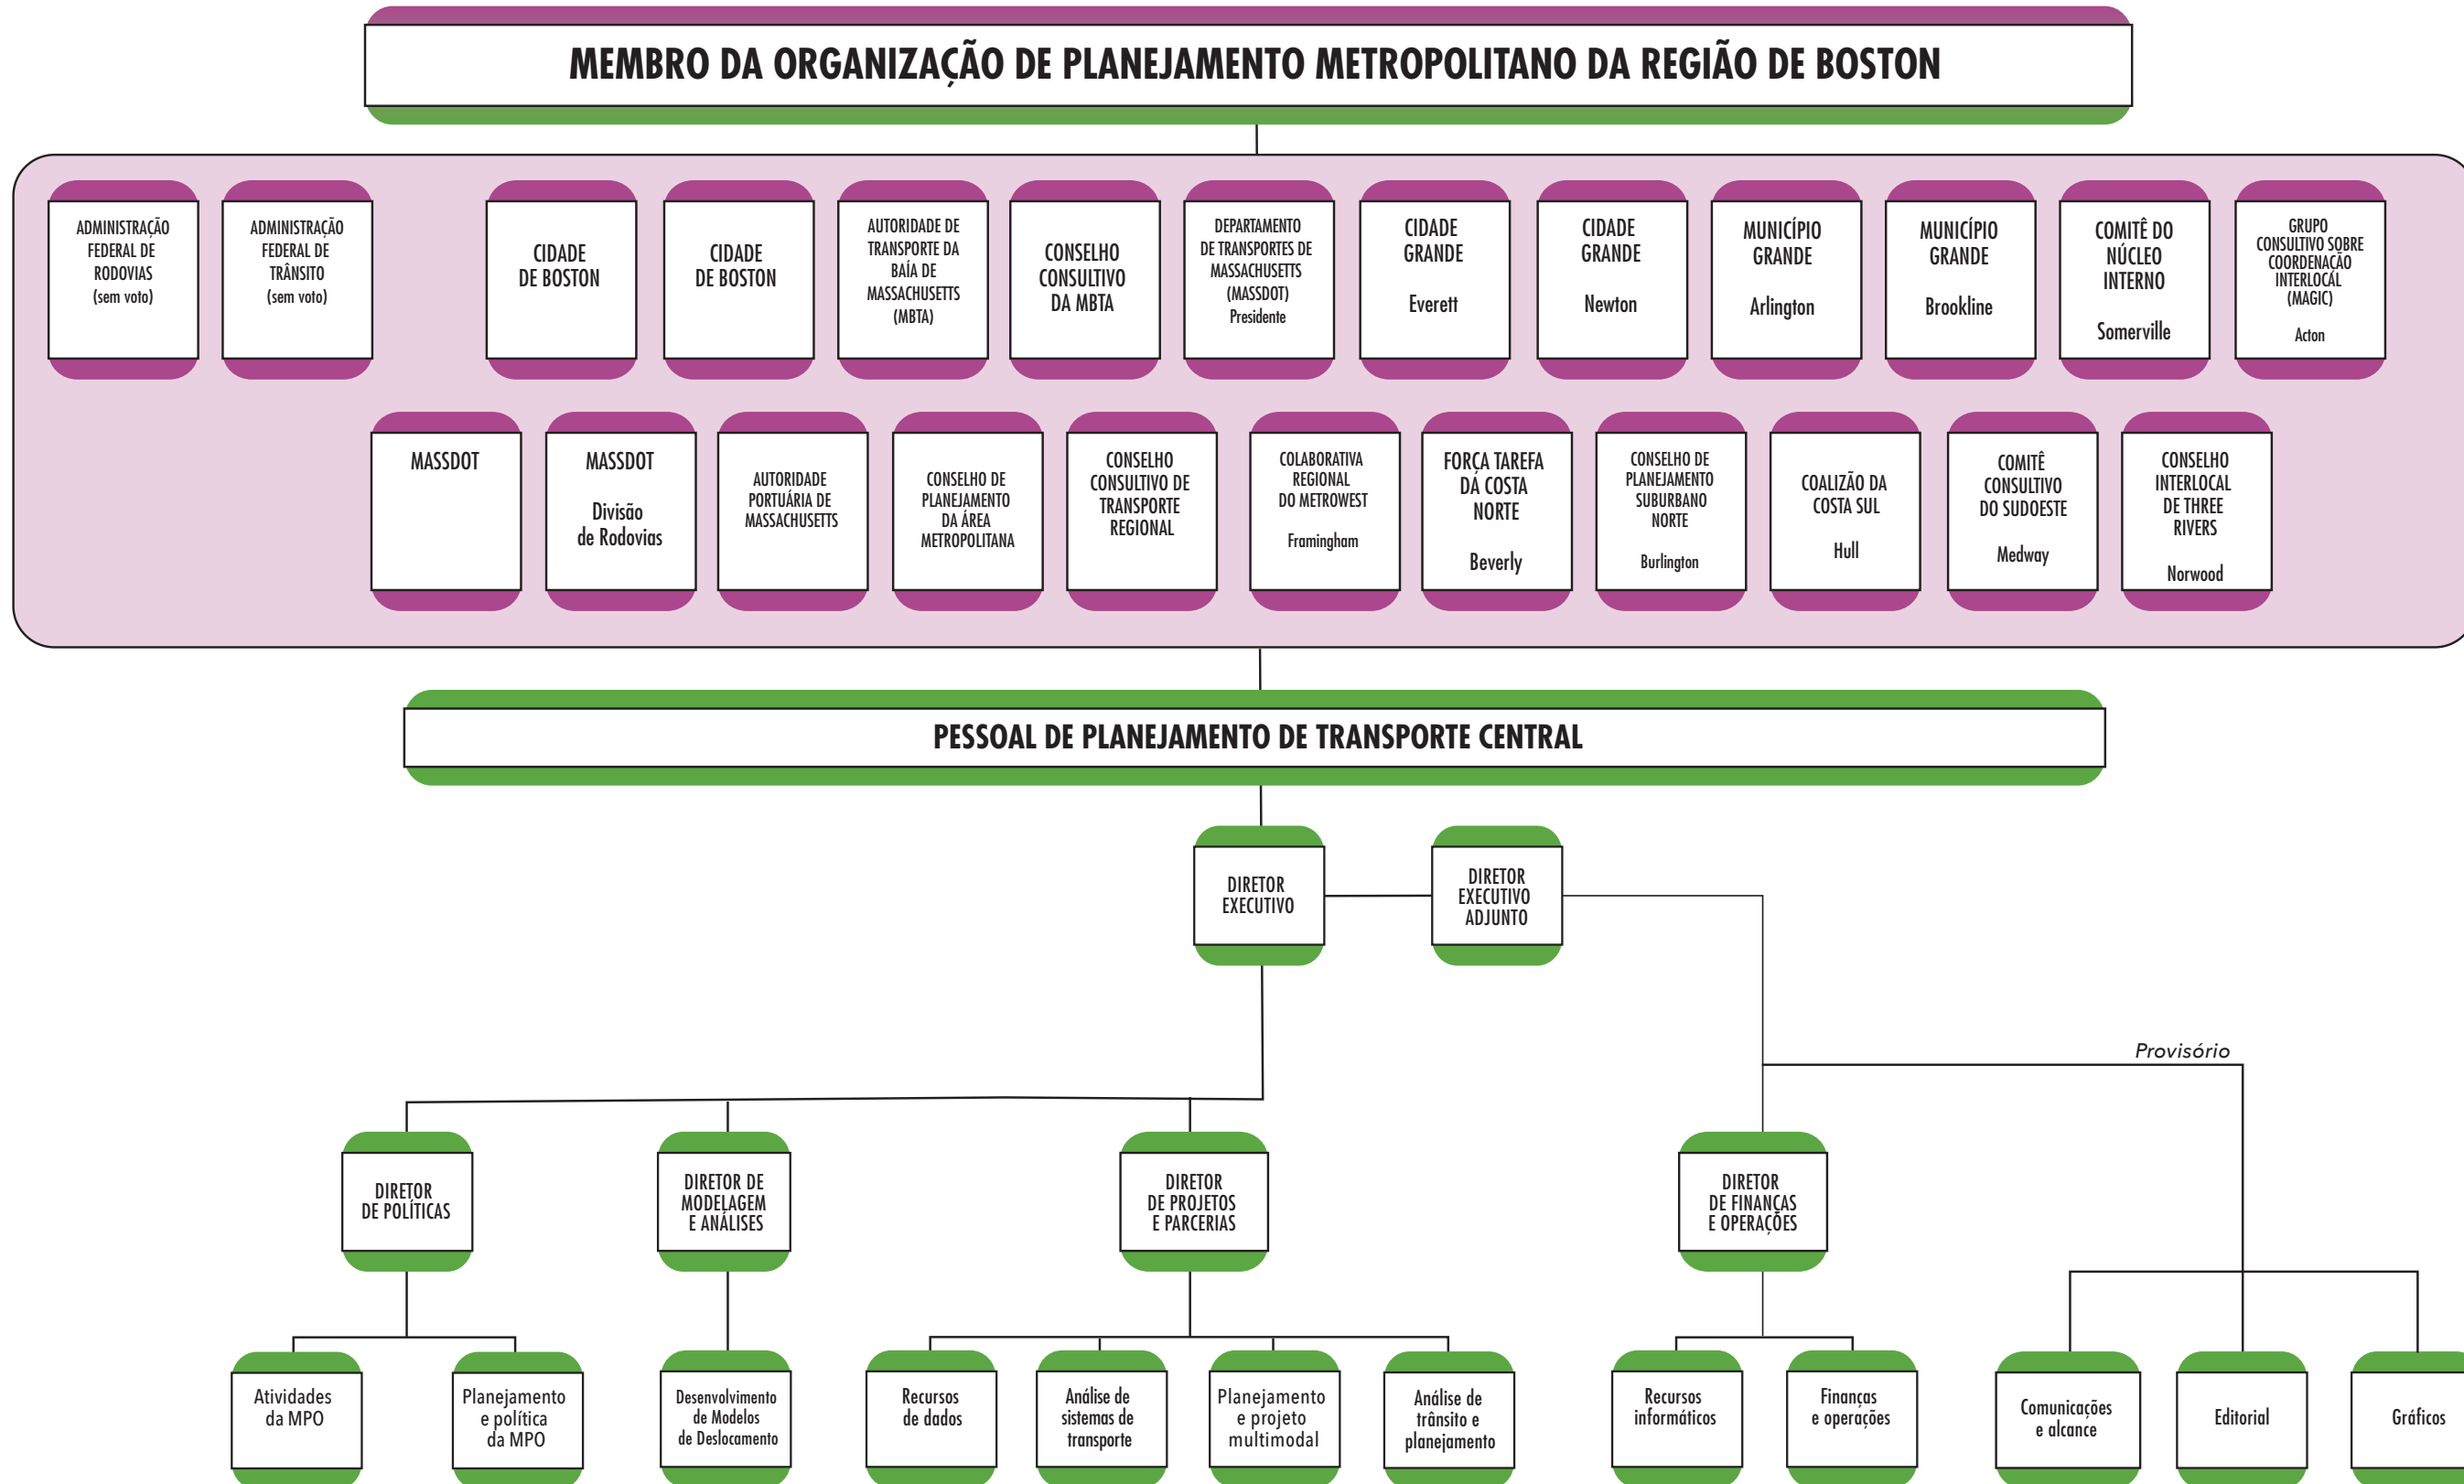 MEMBRO DA ORGANIZAÇÃO DE PLANEJAMENTO METROPOLITANO DA REGIÃO DE BOSTON
ADMINISTRAÇÃO
FEDERAL DE
RODOVIAS
(sem voto)
ADMINISTRAÇÃO
FEDERAL DE
TRÂNSITO
(sem voto)
CIDADE
DE BOSTON
CIDADE
DE BOSTON
AUTORIDADE DE
TRANSPORTE DA
BAÍA DE
MASSACHUSETTS
(MBTA)
CONSELHO
CONSULTIVO
DA MBTA
DEPARTAMENTO
DE TRANSPORTES DE
MASSACHUSETTS
(MASSDOT)
Presidente
CIDADE
GRANDE
Everett
CIDADE
GRANDE
Newton
MUNICÍPIO
GRANDE
Arlington
MUNICÍPIO
GRANDE
Brookline
COMITÊ DO
NÚCLEO
INTERNO
Somerville
GRUPO
CONSULTIVO SOBRE
COORDENAÇÃO
INTERLOCAL
(MAGIC)
Acton
MASSDOT
MASSDOT
Divisão
de Rodovias
AUTORIDADE
PORTUÁRIA DE
MASSACHUSETTS
CONSELHO DE
PLANEJAMENTO
DA ÁREA
METROPOLITANA
CONSELHO
CONSULTIVO DE
TRANSPORTE
REGIONAL
COLABORATIVA
REGIONAL
DO METROWEST
Framingham
FORÇA TAREFA
DA COSTA
NORTE
Beverly
CONSELHO DE
PLANEJAMENTO
SUBURBANO
NORTE
Burlington
COALIZÃO DA
COSTA SUL
Hull
COMITÊ
CONSULTIVO
DO SUDOESTE
Medway
CONSELHO
INTERLOCAL
DE THREE
RIVERS
Norwood
PESSOAL DE PLANEJAMENTO DE TRANSPORTE CENTRAL
DIRETOR
EXECUTIVO
DIRETOR
EXECUTIVO
ADJUNTO
Provisório
DIRETOR
DE POLÍTICAS
DIRETOR DE
MODELAGEM
E ANÁLISES
DIRETOR
DE PROJETOS
E PARCERIAS
DIRETOR
DE FINANÇAS
E OPERAÇÕES
Atividades
da MPO
Planejamento
e política
da MPO
Desenvolvimento
de Modelos
de Deslocamento
Recursos
de dados
Análise de
sistemas de
transporte
Planejamento
e projeto
multimodal
Análise de
trânsito e
planejamento
Recursos
informáticos
Finanças
e operações
Comunicações
e alcance
Editorial
Gráficos